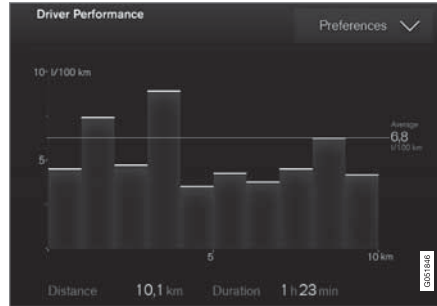 Driver Performance
Preferences
10 l/100 km
Average
6,8
l/100 km
5
5
10 km
Distance 10,1 km Duration 1 h 23 min
G051846